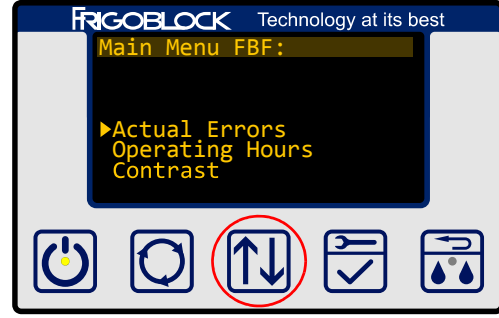 FRIGOBLOCK Technology at its best
Main Menu FBF:
Actual Errors
Operating Hours
Contrast